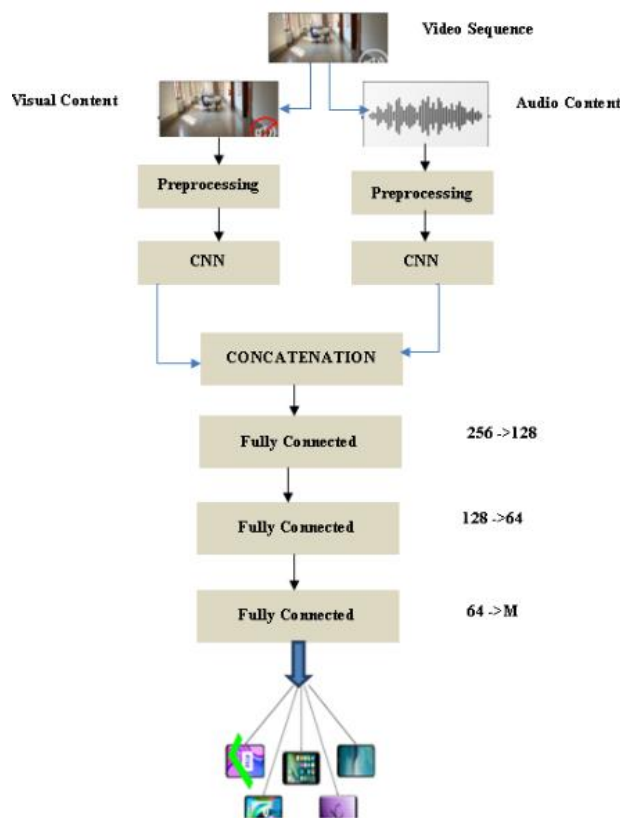 Video Sequence
Visual Content
Audio Content
Preprocessing
Preprocessing
CNN
CNN
CONCATENATION
Fully Connected
256 ->128
Fully Connected
128 ->64
Fully Connected
64 ->M